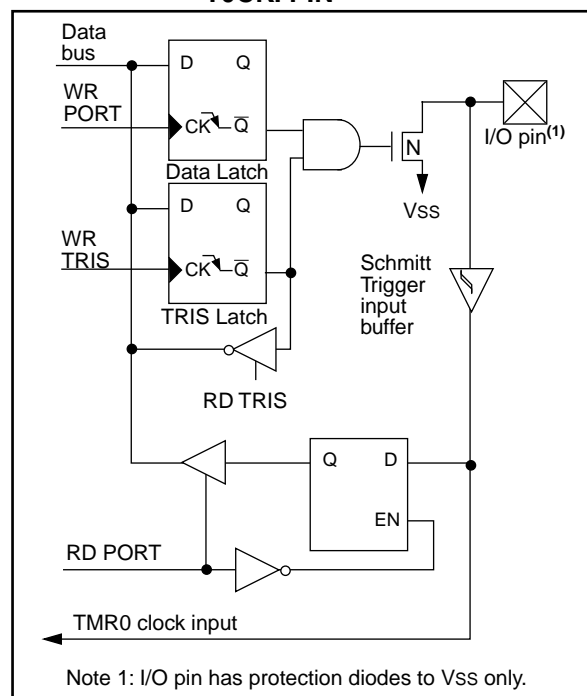 Data
bus
D Q
WR
PORT
CK Q̅
I/O pin(1)
N
Data Latch
VSS
D Q
WR
TRIS
CK Q̅
Schmitt
Trigger
input
buffer
TRIS Latch
RD TRIS
Q D
EN
RD PORT
TMR0 clock input
Note 1: I/O pin has protection diodes to VSS only.